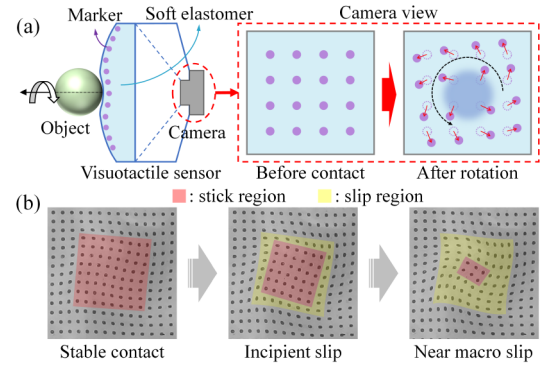 (a)
Marker
Soft elastomer
Camera view
Object
Camera
Visuotactile sensor
Before contact
After rotation
: stick region
: slip region
(b)
Stable contact
Incipient slip
Near macro slip